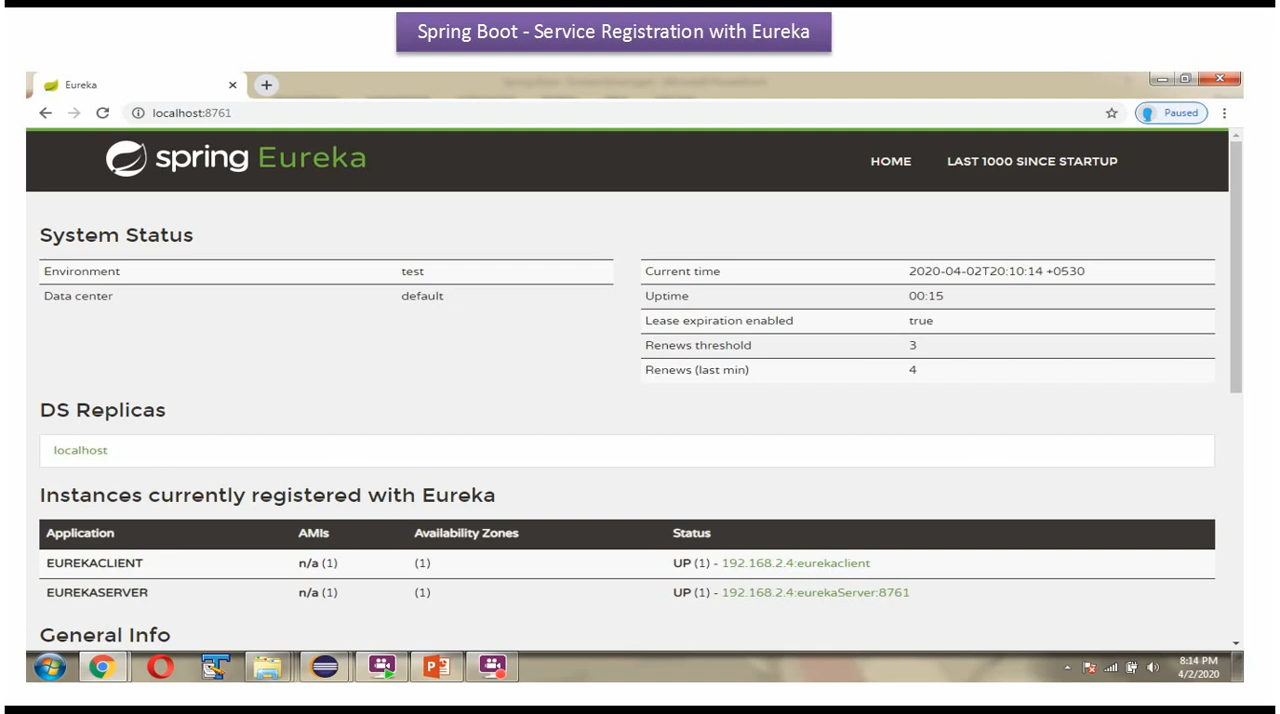 Spring Boot - Service Registration with Eureka
Eureka
localhost:8761
Paused
spring Eureka
HOME
LAST 1000 SINCE STARTUP
System Status
Environment test
Data center default
Current time 2020-04-02T20:10:14 +0530
Uptime 00:15
Lease expiration enabled true
Renews threshold 3
Renews (last min) 4
DS Replicas
localhost
Instances currently registered with Eureka
Application AMIs Availability Zones Status
EUREKACLIENT n/a (1) (1) UP (1) - 192.168.2.4:eurekaclient
EUREKASERVER n/a (1) (1) UP (1) - 192.168.2.4:eurekaServer:8761
General Info
8:14 PM
4/2/2020